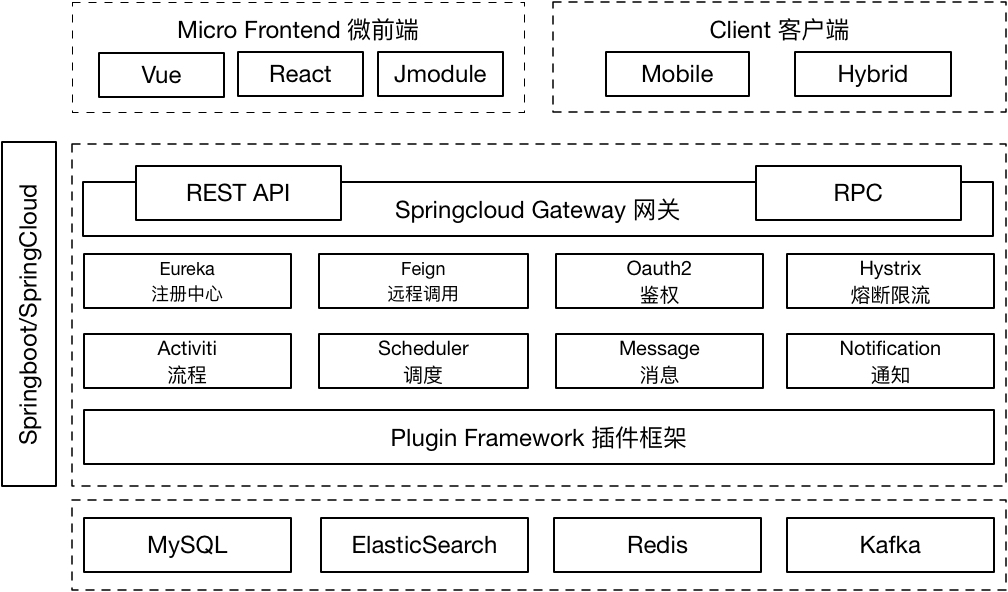 Micro Frontend 微前端
Vue
React
Jmodule
Client 客户端
Mobile
Hybrid
Springboot/SpringCloud
REST API
Springcloud Gateway 网关
RPC
Eureka
注册中心
Feign
远程调用
Oauth2
鉴权
Hystrix
熔断限流
Activiti
流程
Scheduler
调度
Message
消息
Notification
通知
Plugin Framework 插件框架
MySQL
ElasticSearch
Redis
Kafka